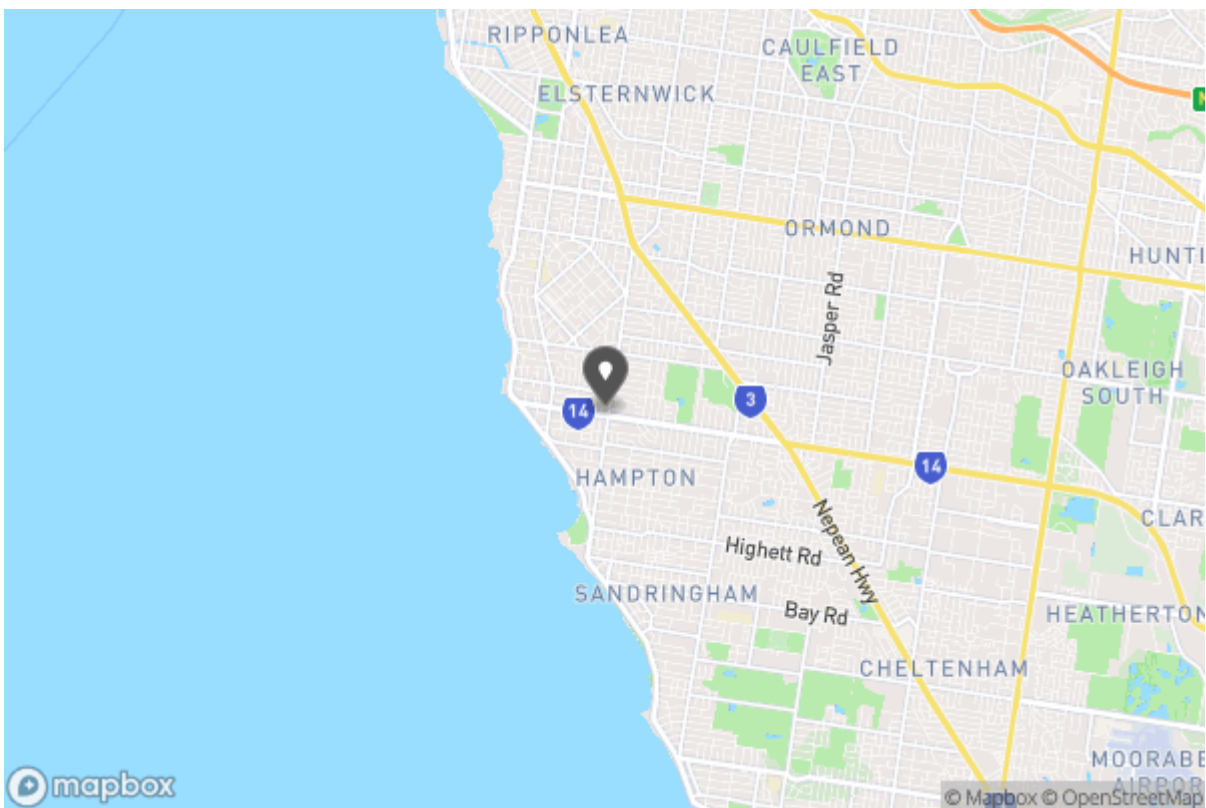 RIPPONLEA
CAULFIELD
EAST
ELSTERNWICK
M
ORMOND
HUNTI
Jasper Rd
OAKLEIGH
SOUTH
3
14
14
HAMPTON
Nepean Hwy
CLAR
Highett Rd
SANDRINGHAM
Bay Rd
HEATHERTON
CHELTENHAM
MOORABB
AIRPOR
mapbox
© Mapbox © OpenStreetMap